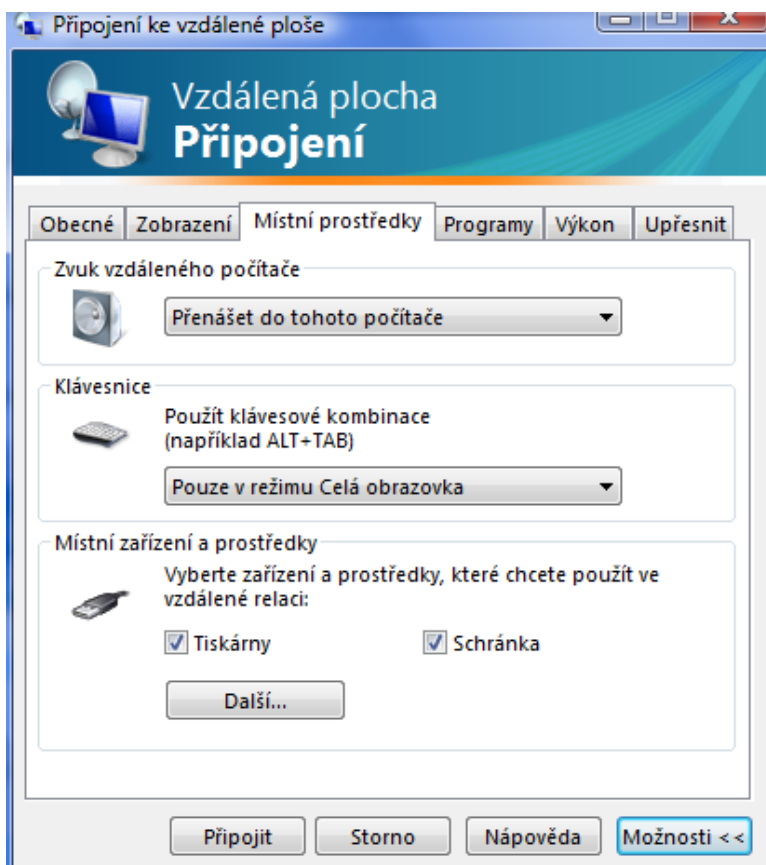 Připojení ke vzdálené ploše
Vzdálená plocha
Připojení
Obecné Zobrazení Místní prostředky Programy Výkon Upřesnit
Zvuk vzdáleného počítače
Přenášet do tohoto počítače
Klávesnice
Použít klávesové kombinace
(například ALT+TAB)
Pouze v režimu Celá obrazovka
Místní zařízení a prostředky
Vyberte zařízení a prostředky, které chcete použít ve
vzdálené relaci:
Tiskárny Schránka
Další...
Připojit Storno Nápověda Možnosti <<